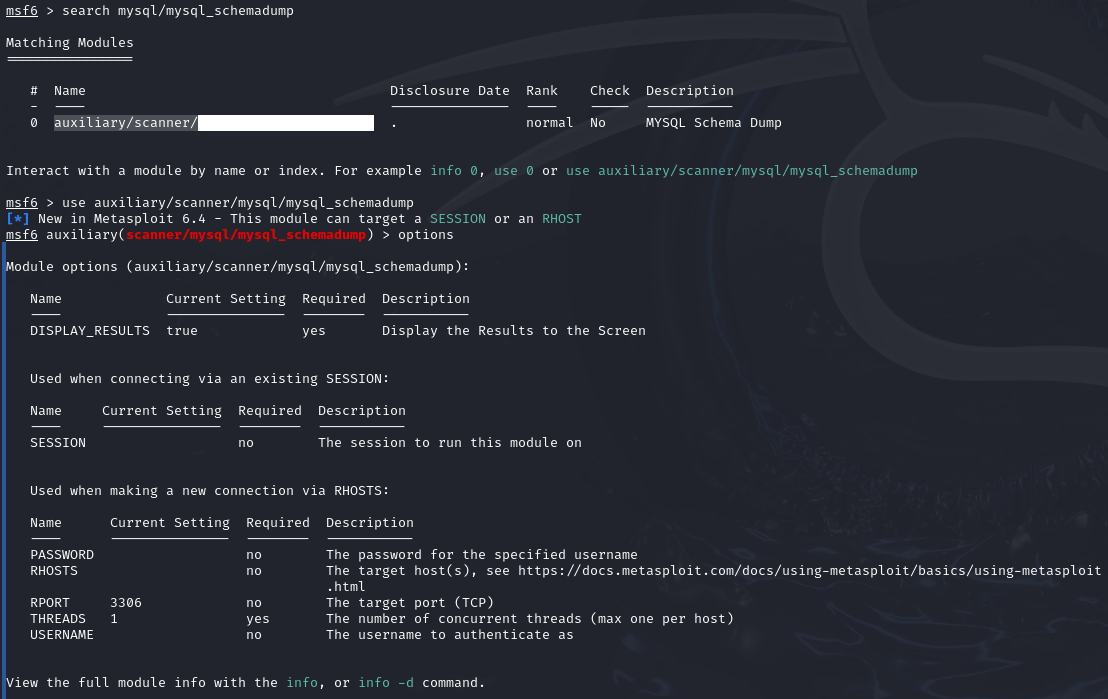 msf6 > search mysql/mysql_schemadump
Matching Modules
================
# Name Disclosure Date Rank Check Description
- ---- --------------- ---- ----- -----------
0 auxiliary/scanner/ . normal No MYSQL Schema Dump
Interact with a module by name or index. For example info 0, use 0 or use auxiliary/scanner/mysql/mysql_schemadump
msf6 > use auxiliary/scanner/mysql/mysql_schemadump
[*] New in Metasploit 6.4 - This module can target a SESSION or an RHOST
msf6 auxiliary(scanner/mysql/mysql_schemadump) > options
Module options (auxiliary/scanner/mysql/mysql_schemadump):
Name Current Setting Required Description
---- --------------- -------- -----------
DISPLAY_RESULTS true yes Display the Results to the Screen
Used when connecting via an existing SESSION:
Name Current Setting Required Description
---- --------------- -------- -----------
SESSION no The session to run this module on
Used when making a new connection via RHOSTS:
Name Current Setting Required Description
---- --------------- -------- -----------
PASSWORD no The password for the specified username
RHOSTS no The target host(s), see https://docs.metasploit.com/docs/using-metasploit/basics/using-metasploit
.html
RPORT 3306 no The target port (TCP)
THREADS 1 yes The number of concurrent threads (max one per host)
USERNAME no The username to authenticate as
View the full module info with the info, or info -d command.